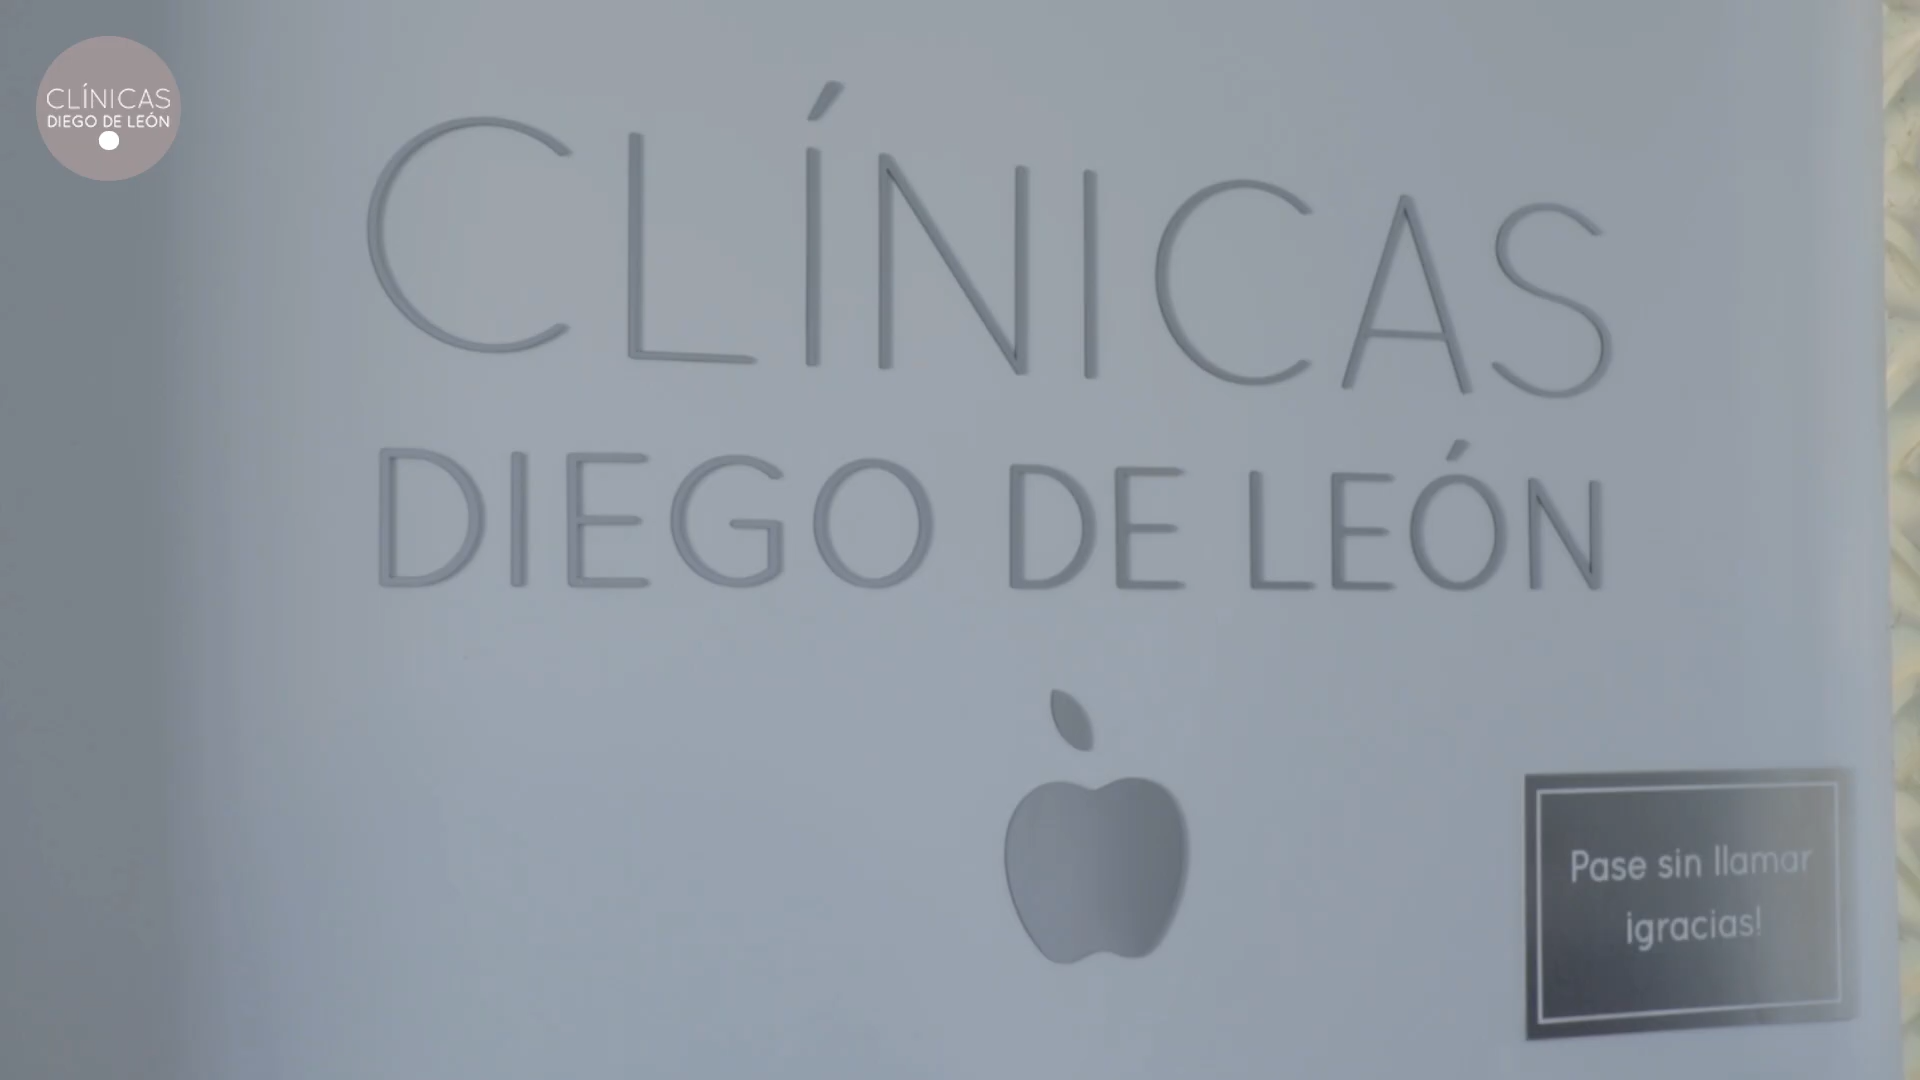 CLÍNICAS
DIEGO DE LEÓN
CLÍNICAS
DIEGO DE LEÓN
Pase sin llamar
¡gracias!